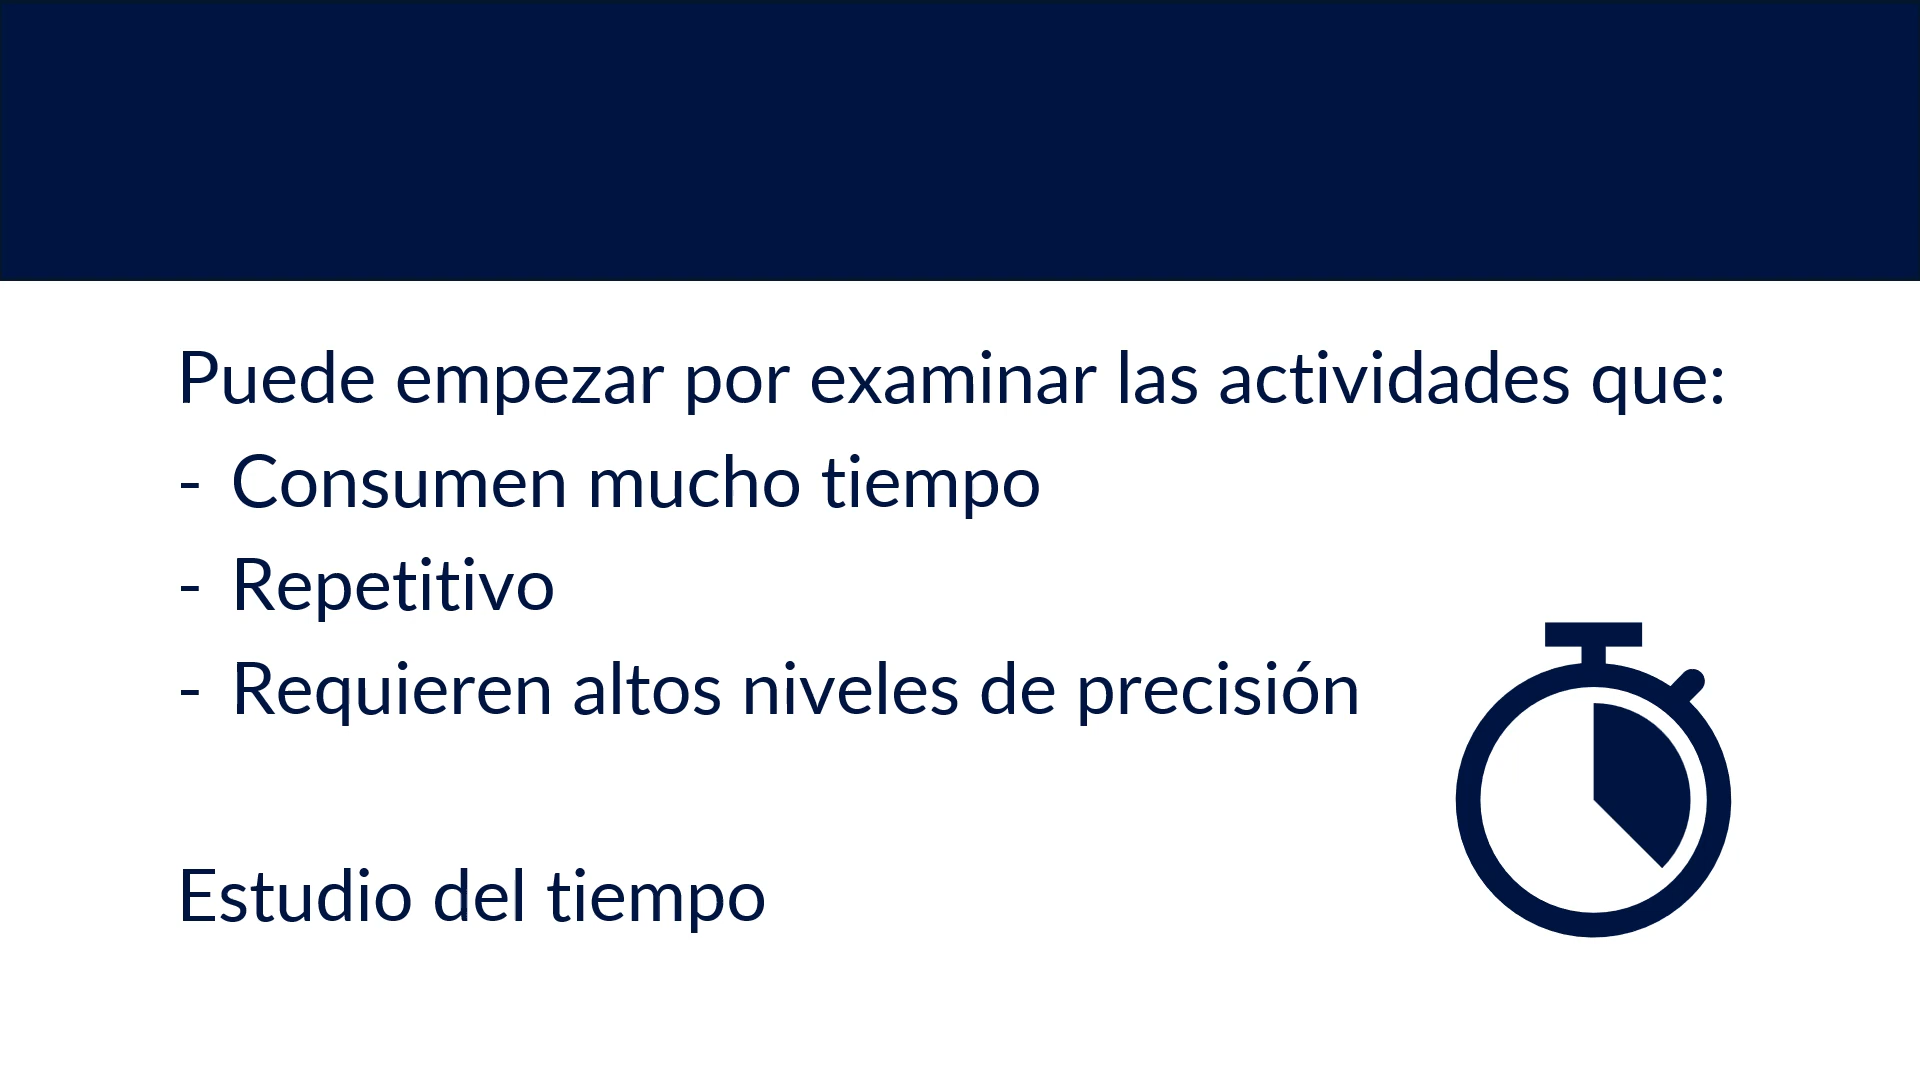 Puede empezar por examinar las actividades que:
- Consumen mucho tiempo
- Repetitivo
- Requieren altos niveles de precisión
Estudio del tiempo